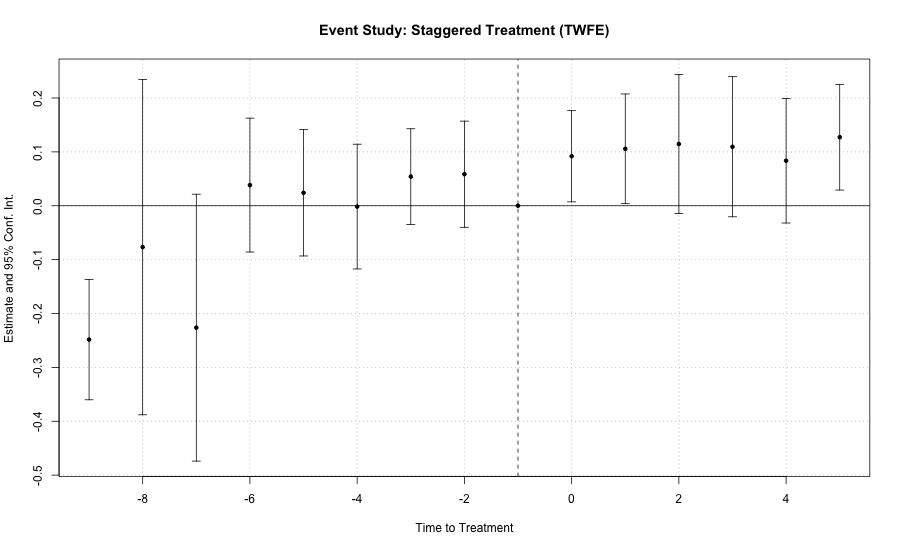 Event Study: Staggered Treatment (TWFE)
Estimate and 95% Conf. Int.
0.2
0.1
0.0
-0.1
-0.2
-0.3
-0.4
-0.5
-8 -6 -4 -2 0 2 4
Time to Treatment